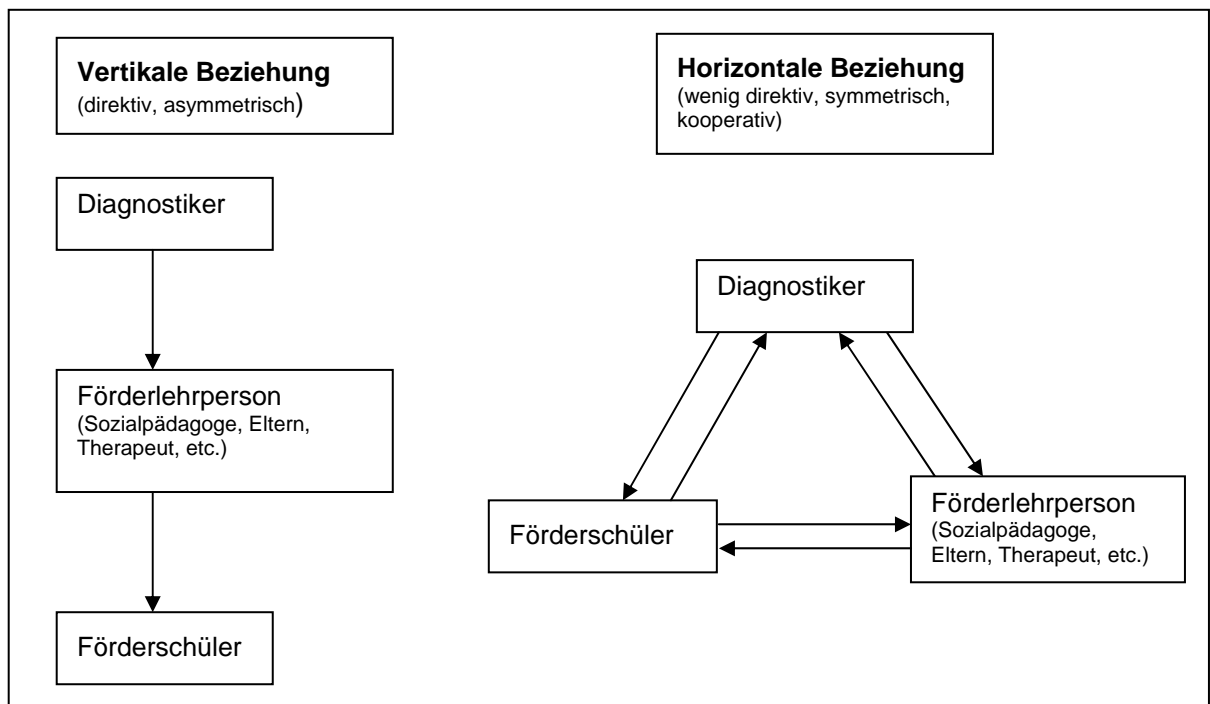 Vertikale Beziehung
(direktiv, asymmetrisch)
Diagnostiker
Förderlehrperson
(Sozialpädagoge, Eltern,
Therapeut, etc.)
Förderschüler
Horizontale Beziehung
(wenig direktiv, symmetrisch,
kooperativ)
Diagnostiker
Förderschüler
Förderlehrperson
(Sozialpädagoge,
Eltern, Therapeut, etc.)